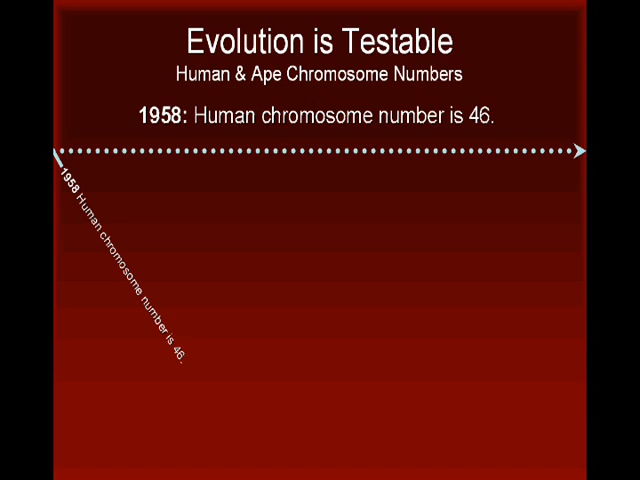 Evolution is Testable
Human & Ape Chromosome Numbers
1958: Human chromosome number is 46.
1958 Human chromosome number is 46.